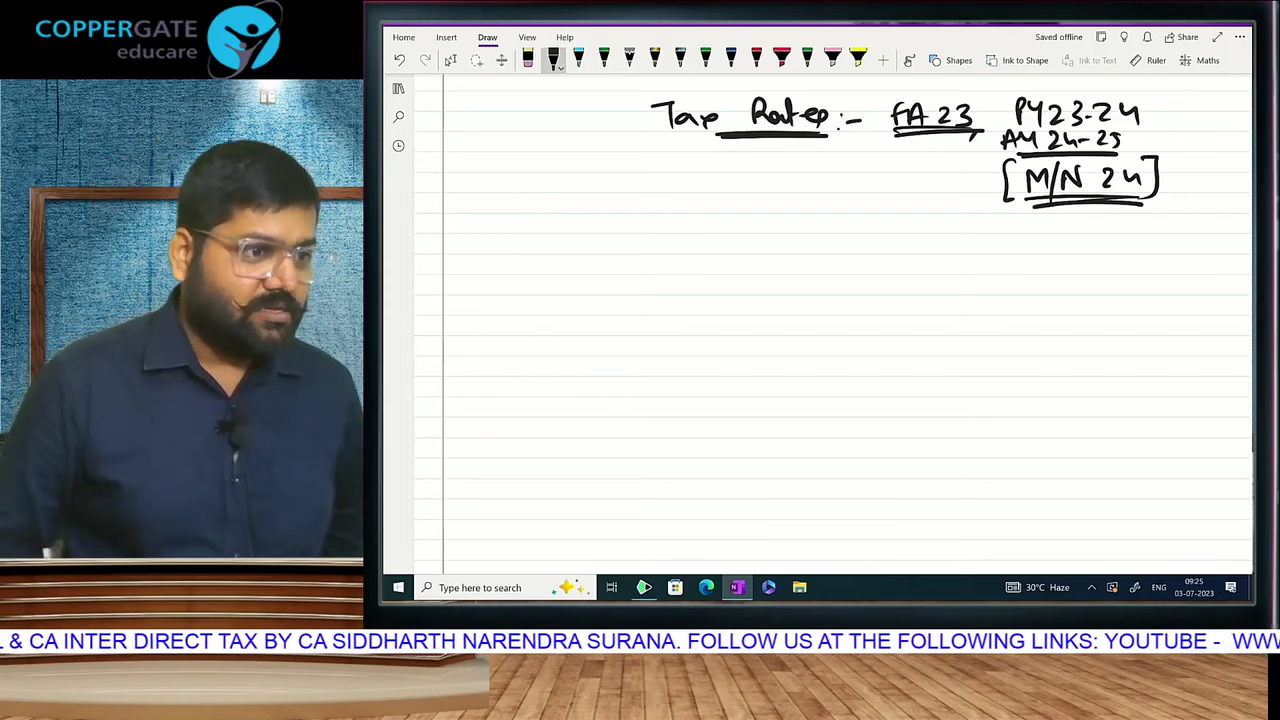 COPPERGATE
educare
Home Insert Draw View Help
Saved offline
Share
Shapes
Ink to Shape
Ink to Text
Ruler
Maths
Tax Rates :- FA 23, PY 23-24
AY 24-25
[M/N 24]
Type here to search
30°C Haze
ENG
09:25
03-07-2023
L & CA INTER DIRECT TAX BY CA SIDDHARTH NARENDRA SURANA. FOLLOW US AT THE FOLLOWING LINKS: YOUTUBE - WWW